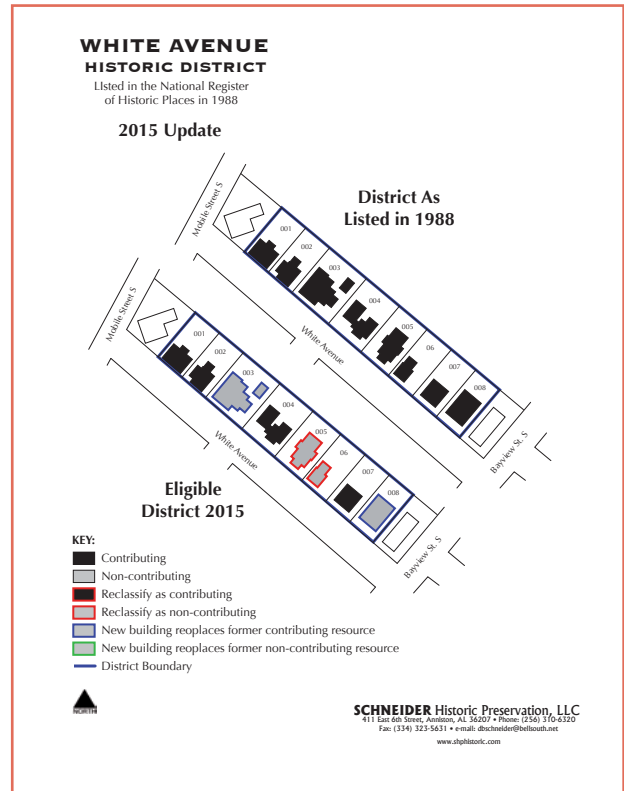 WHITE AVENUE
HISTORIC DISTRICT
LIsted in the National Register
of Historic Places in 1988
2015 Update
District As
Listed in 1988
Mobile Street S
001
002
003
004
005
06
007
008
White Avenue
Bayview St. S
Mobile Street S
001
002
003
004
005
06
007
008
White Avenue
Bayview St. S
Eligible
District 2015
KEY:
Contributing
Non-contributing
Reclassify as contributing
Reclassify as non-contributing
New building reoplaces former contributing resource
New building reoplaces former non-contributing resource
District Boundary
NORTH
SCHNEIDER Historic Preservation, LLC
411 East 6th Street, Anniston, AL 36207 • Phone: (256) 310-6320
Fax: (334) 323-5631 • e-mail: dbschneider@bellsouth.net
www.shphistoric.com